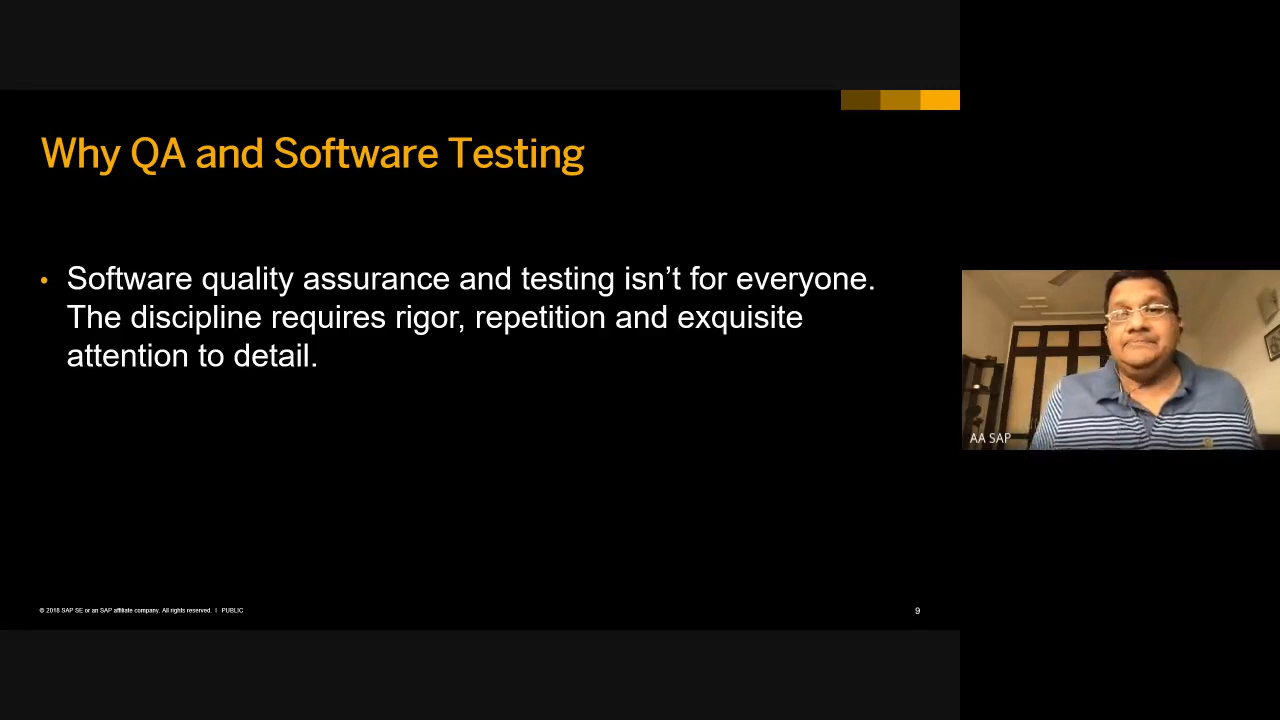 Why QA and Software Testing
• Software quality assurance and testing isn’t for everyone.
The discipline requires rigor, repetition and exquisite
attention to detail.
AA SAP
© 2018 SAP SE or an SAP affiliate company. All rights reserved. I PUBLIC
9